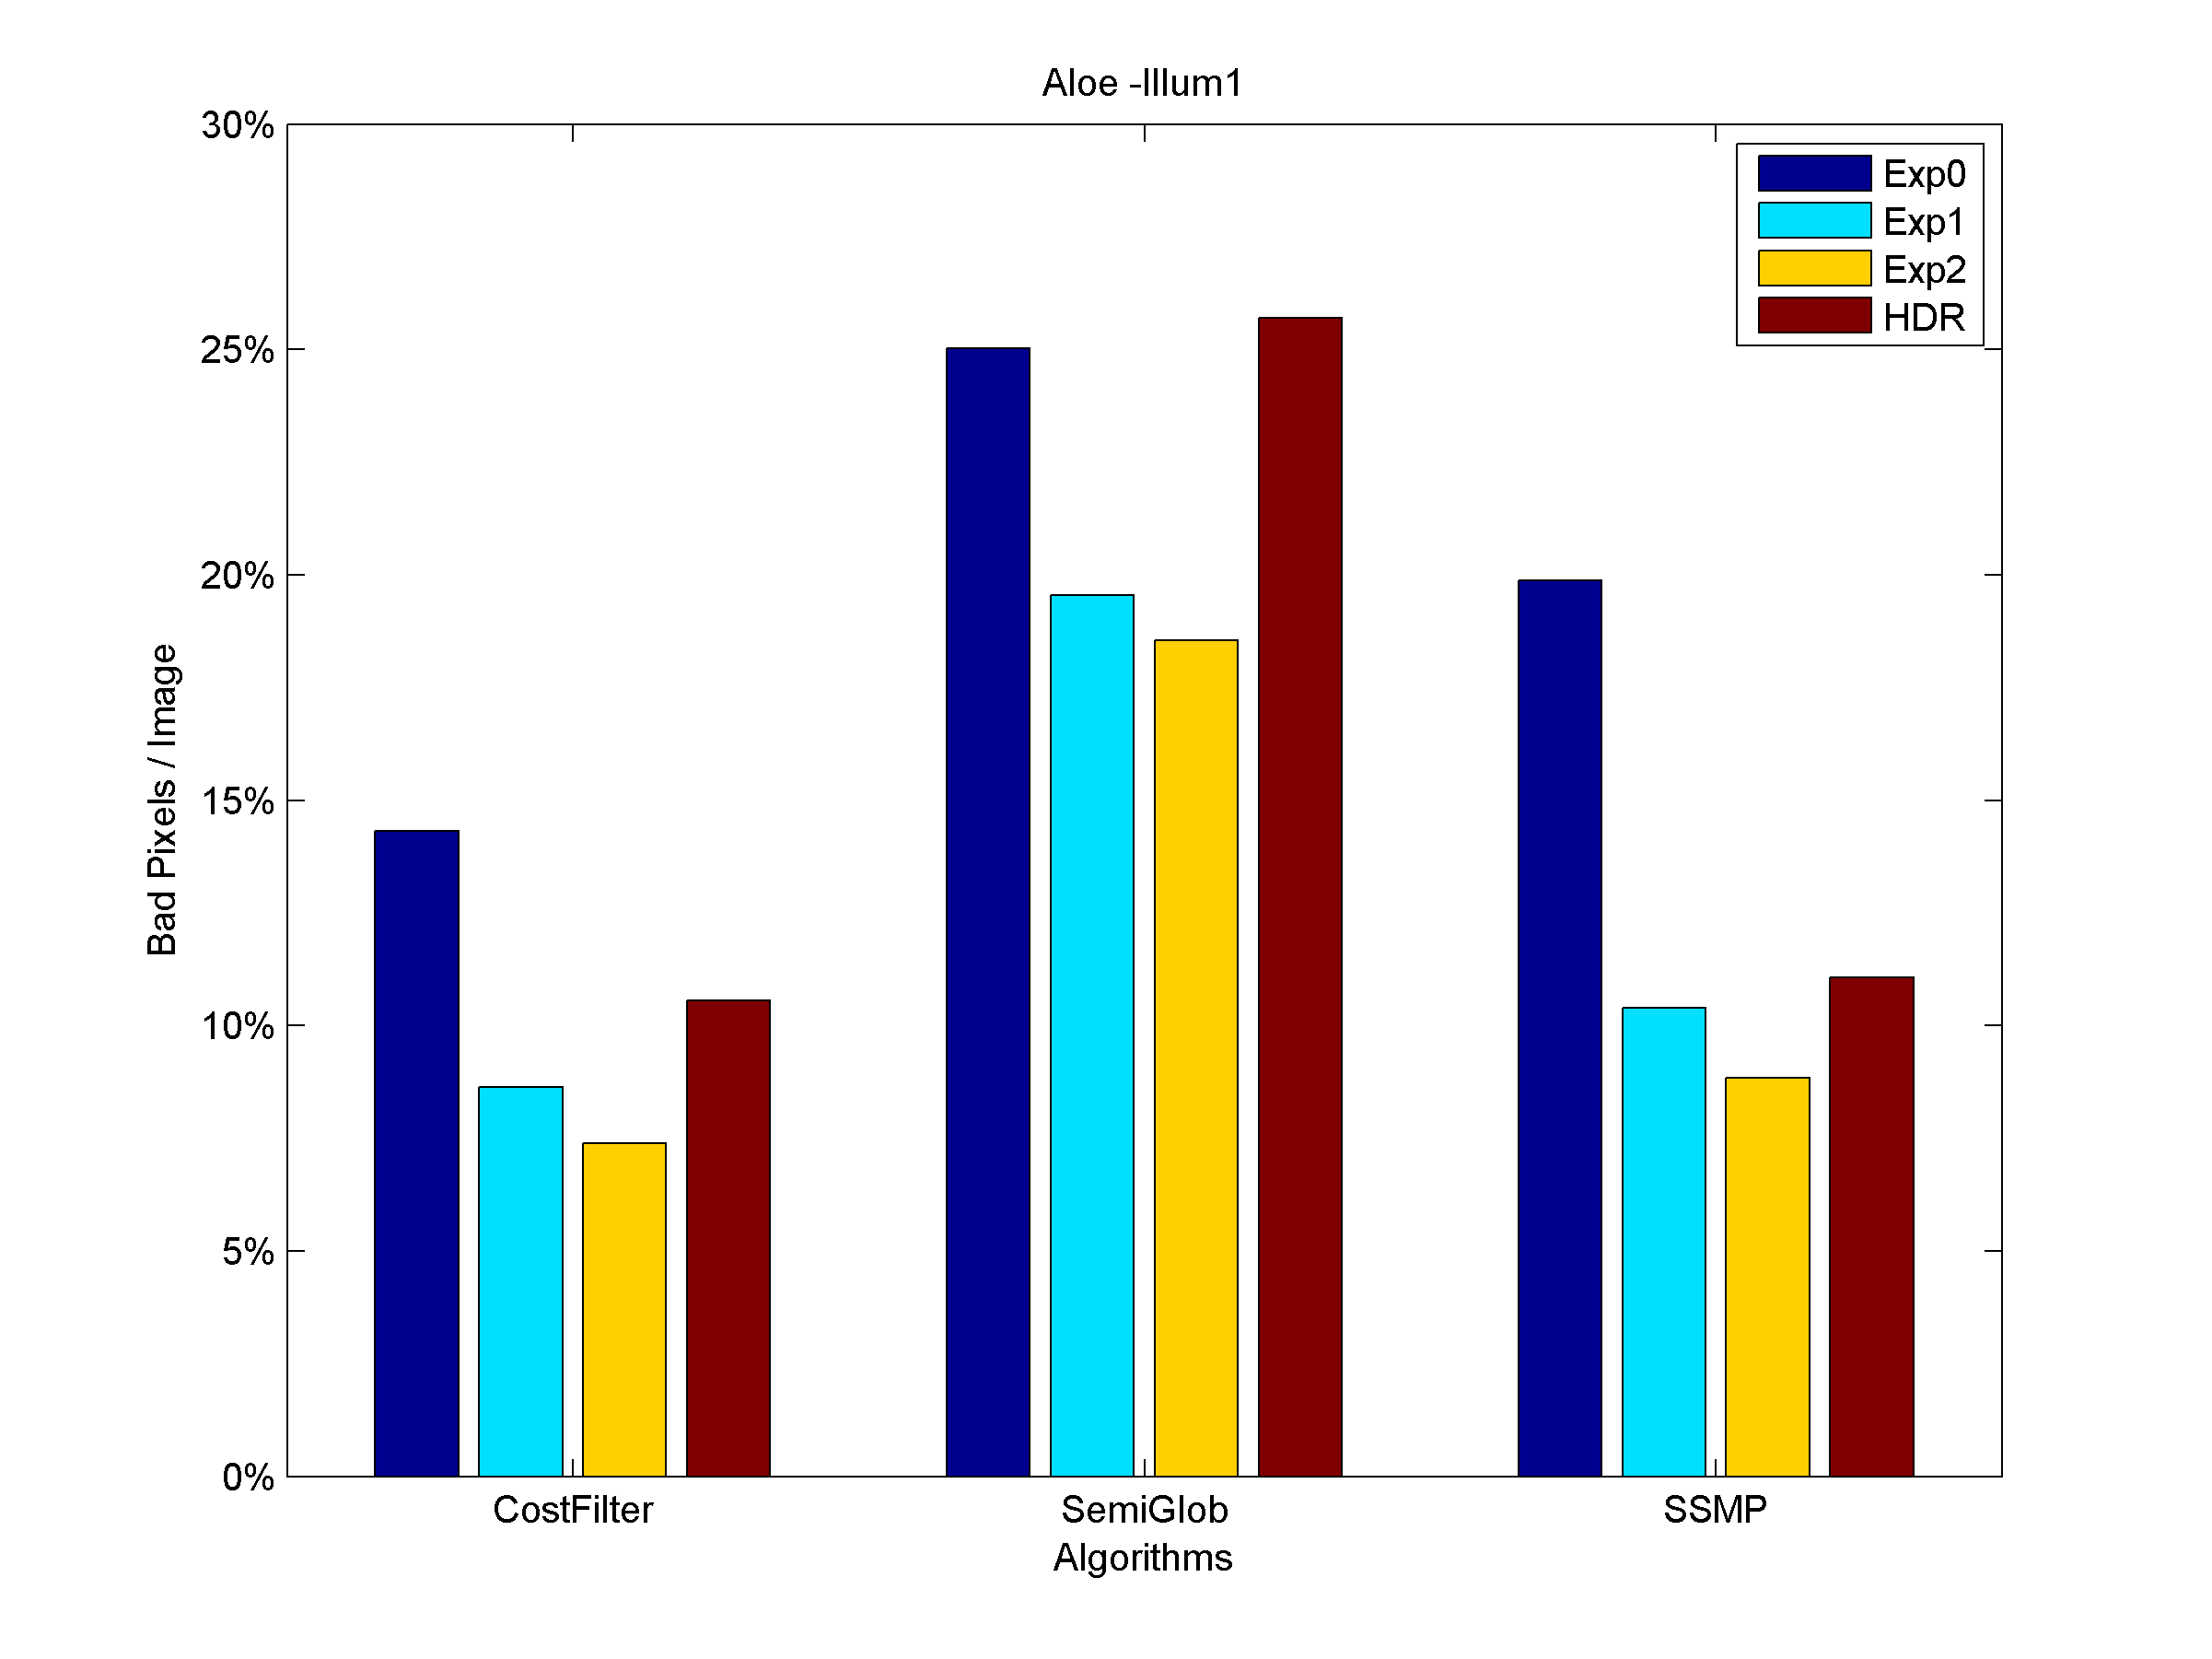 Aloe -Illum1
30%
25%
20%
15%
10%
5%
0%
Bad Pixels / Image
Exp0
Exp1
Exp2
HDR
CostFilter
SemiGlob
SSMP
Algorithms